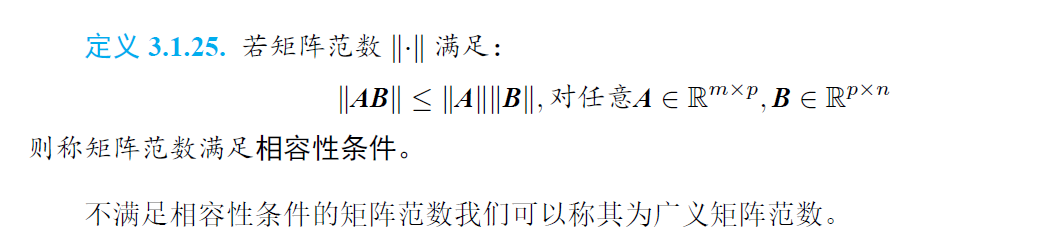 定义 3.1.25. 若矩阵范数 ‖·‖ 满足：
‖AB‖ ≤ ‖A‖‖B‖, 对任意A ∈ ℝ^{m×p}, B ∈ ℝ^{p×n}
则称矩阵范数满足相容性条件。
不满足相容性条件的矩阵范数我们可以称其为广义矩阵范数。